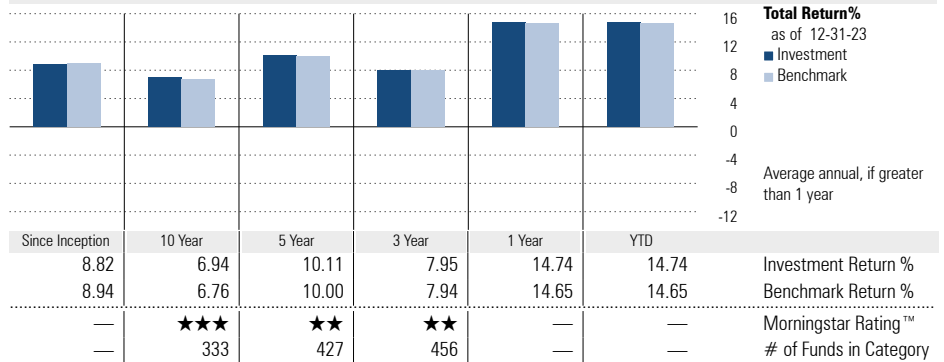 16
12
8
4
0
-4
-8
-12
Total Return%
as of 12-31-23
Investment
Benchmark
Average annual, if greater
than 1 year
Since Inception 10 Year 5 Year 3 Year 1 Year YTD
8.82 6.94 10.11 7.95 14.74 14.74 Investment Return %
8.94 6.76 10.00 7.94 14.65 14.65 Benchmark Return %
— ★★★ ★★ ★★ — — Morningstar Rating™
— 333 427 456 — — # of Funds in Category